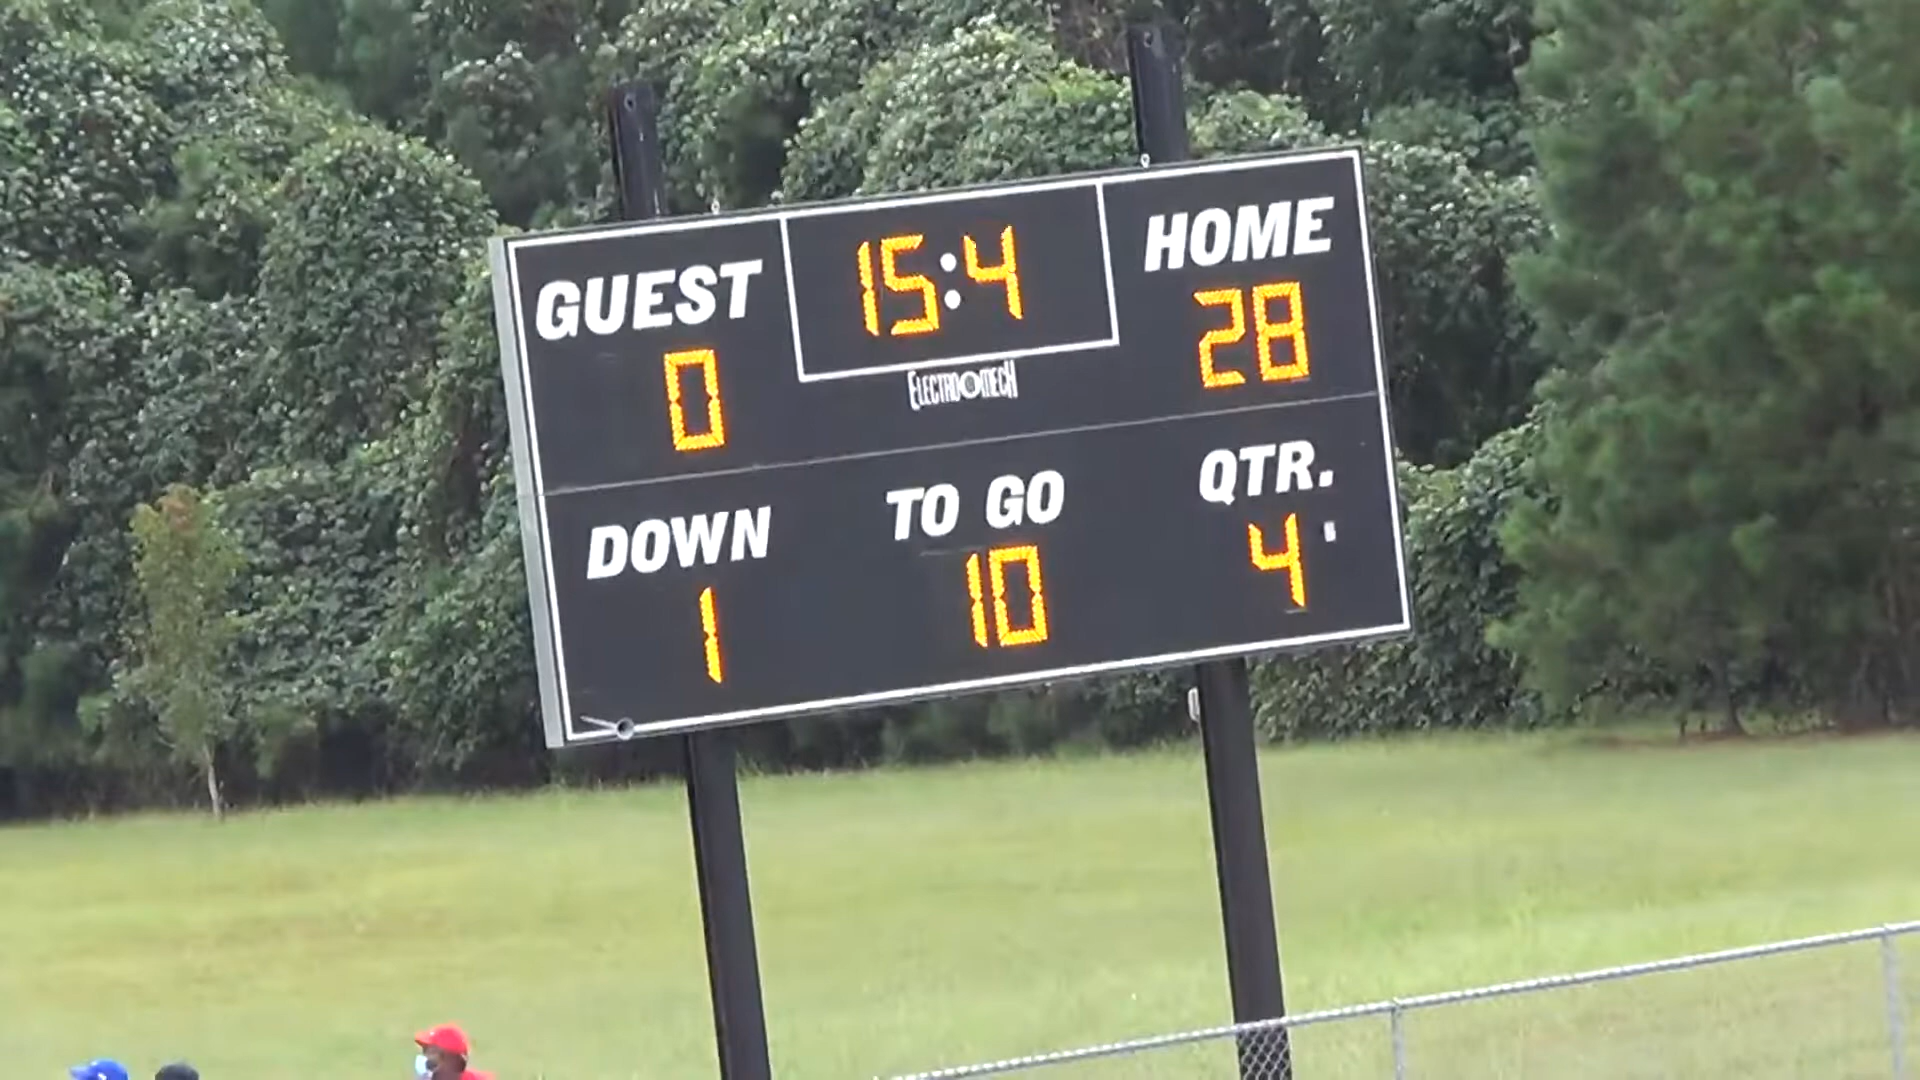 GUEST 15:4 HOME
0 28
ELECTRO-MECH
DOWN TO GO QTR.
1 10 4